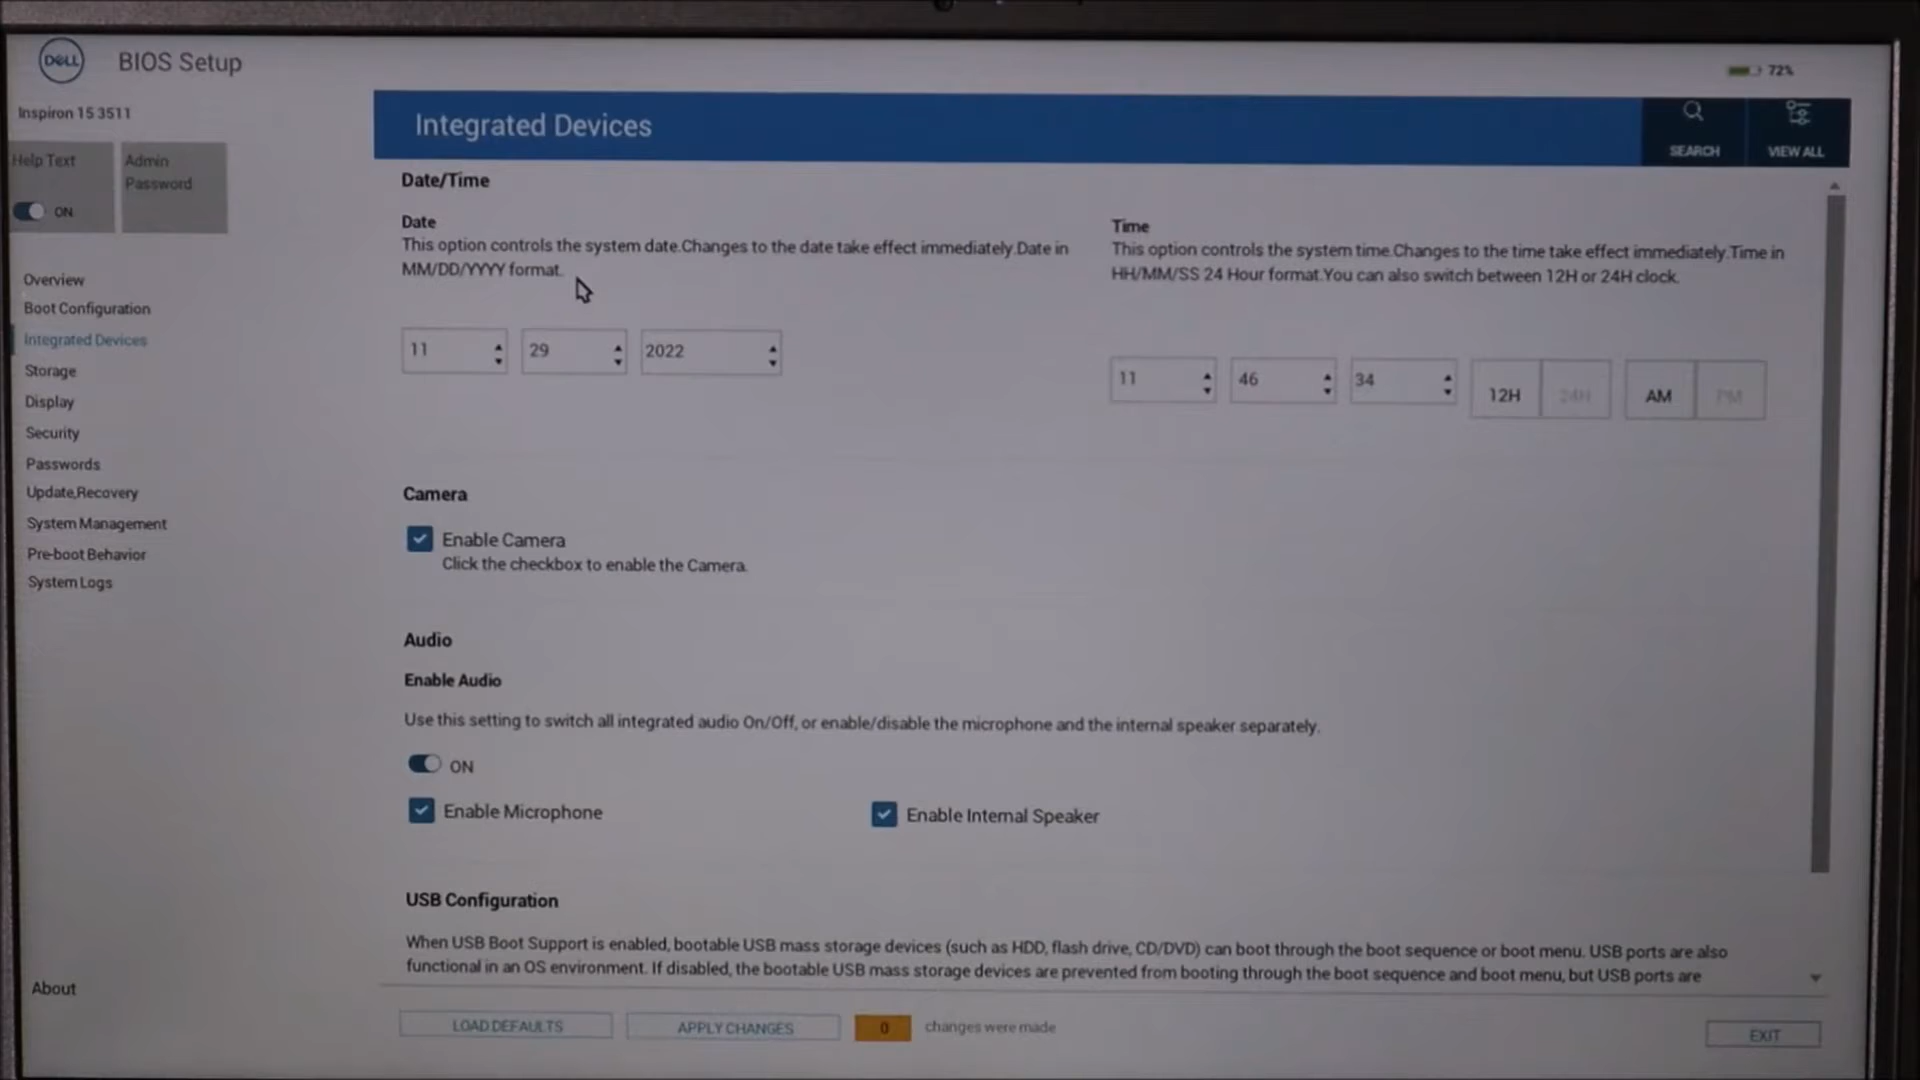 DELL
BIOS Setup
72%
Inspiron 15 3511
Help Text
ON
Admin
Password
Overview
Boot Configuration
Integrated Devices
Storage
Display
Security
Passwords
Update,Recovery
System Management
Pre-boot Behavior
System Logs
About
Integrated Devices
SEARCH
VIEW ALL
Date/Time
Date
This option controls the system date.Changes to the date take effect immediately.Date in
MM/DD/YYYY format.
11 29 2022
Time
This option controls the system time.Changes to the time take effect immediately.Time in
HH/MM/SS 24 Hour format.You can also switch between 12H or 24H clock.
11 46 34 12H 24H AM PM
Camera
Enable Camera
Click the checkbox to enable the Camera.
Audio
Enable Audio
Use this setting to switch all integrated audio On/Off, or enable/disable the microphone and the internal speaker separately.
ON
Enable Microphone
Enable Internal Speaker
USB Configuration
When USB Boot Support is enabled, bootable USB mass storage devices (such as HDD, flash drive, CD/DVD) can boot through the boot sequence or boot menu. USB ports are also
functional in an OS environment. If disabled, the bootable USB mass storage devices are prevented from booting through the boot sequence and boot menu, but USB ports are
LOAD DEFAULTS
APPLY CHANGES
0 changes were made
EXIT